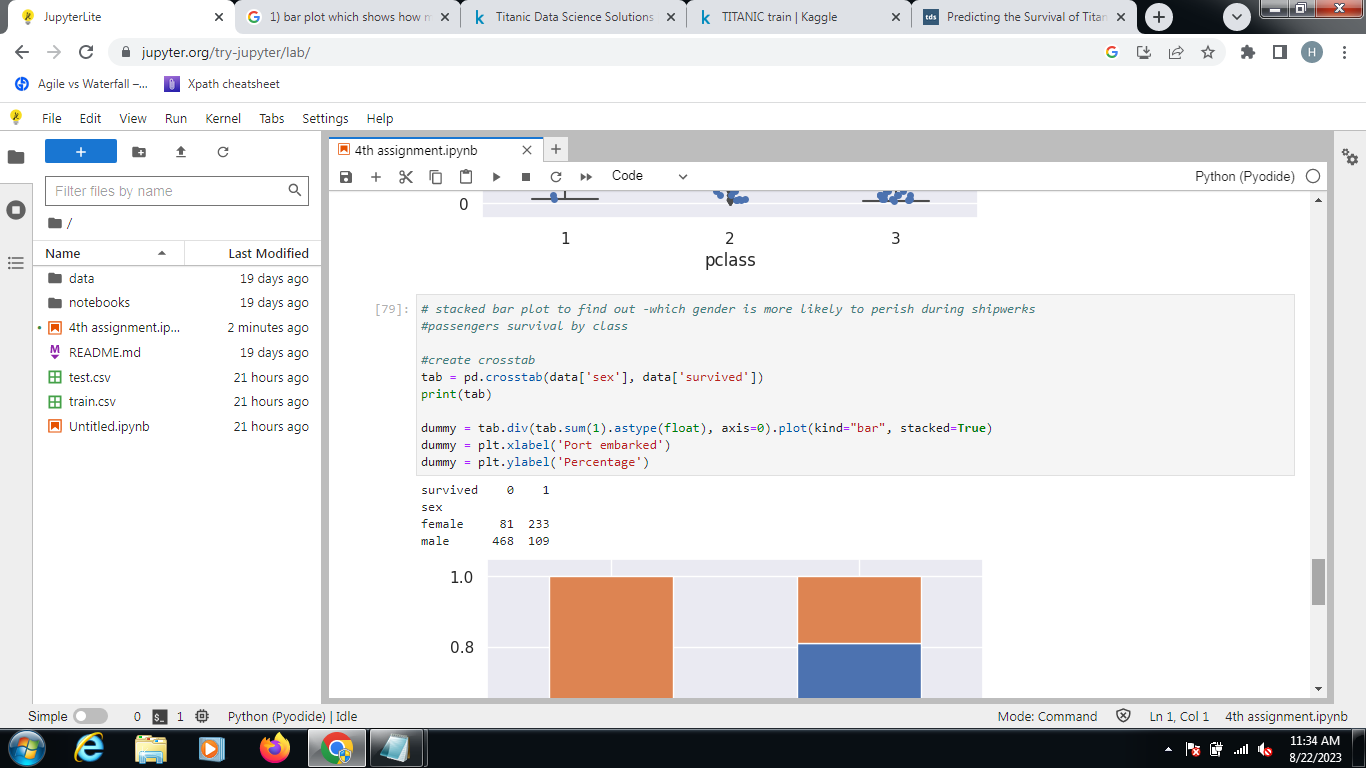 JupyterLite
1) bar plot which shows how m
Titanic Data Science Solutions
TITANIC train | Kaggle
tds
Predicting the Survival of Titan
jupyter.org/try-jupyter/lab/
H
Agile vs Waterfall –...
Xpath cheatsheet
File Edit View Run Kernel Tabs Settings Help
4th assignment.ipynb
Filter files by name
Code
Python (Pyodide)
/
Name Last Modified
data 19 days ago
notebooks 19 days ago
4th assignment.ip... 2 minutes ago
README.md 19 days ago
test.csv 21 hours ago
train.csv 21 hours ago
Untitled.ipynb 21 hours ago
0
1 2 3
pclass
[79]:
# stacked bar plot to find out -which gender is more likely to perish during shipwerks
#passengers survival by class
#create crosstab
tab = pd.crosstab(data['sex'], data['survived'])
print(tab)
dummy = tab.div(tab.sum(1).astype(float), axis=0).plot(kind="bar", stacked=True)
dummy = plt.xlabel('Port embarked')
dummy = plt.ylabel('Percentage')
survived 0 1
sex
female 81 233
male 468 109
1.0
0.8
Simple 0 1 Python (Pyodide) | Idle
Mode: Command Ln 1, Col 1 4th assignment.ipynb
11:34 AM
8/22/2023